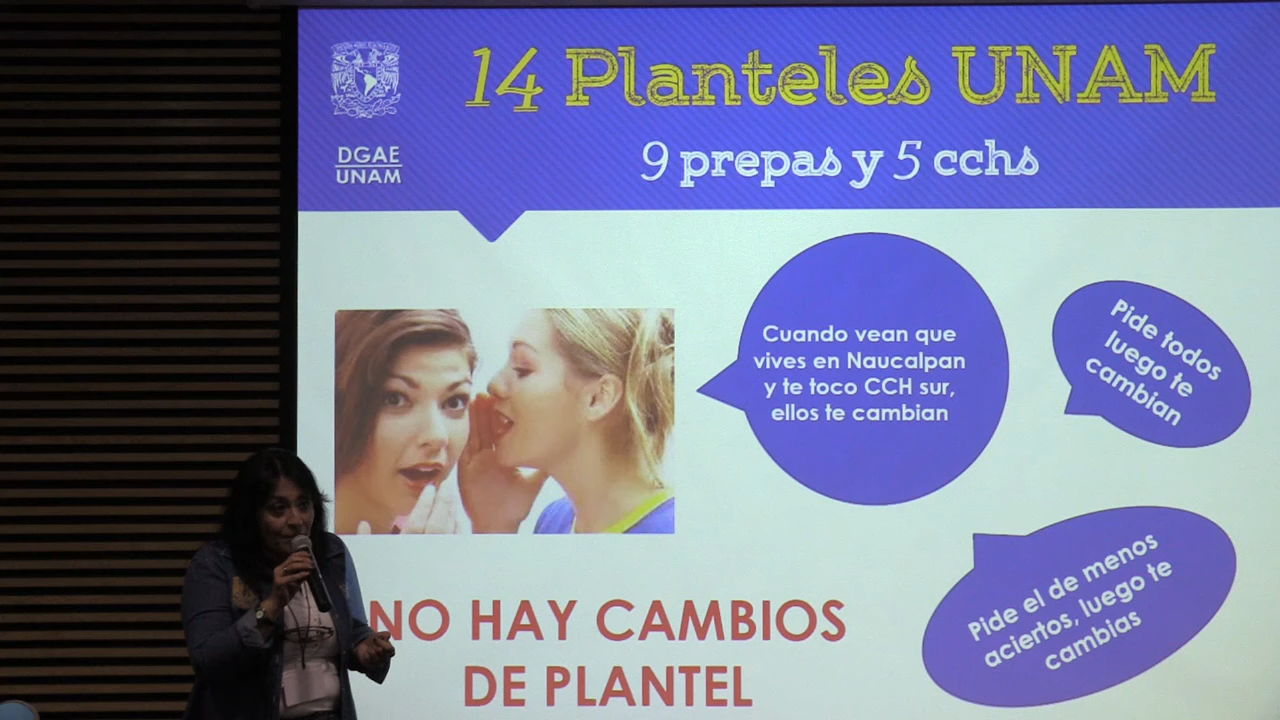 14 Planteles UNAM
9 prepas y 5 cchs
DGAE
UNAM
Cuando vean que
vives en Naucalpan
y te toco CCH sur,
ellos te cambian
Pide todos
luego te
cambian
Pide el de menos
aciertos, luego te
cambias
NO HAY CAMBIOS
DE PLANTEL